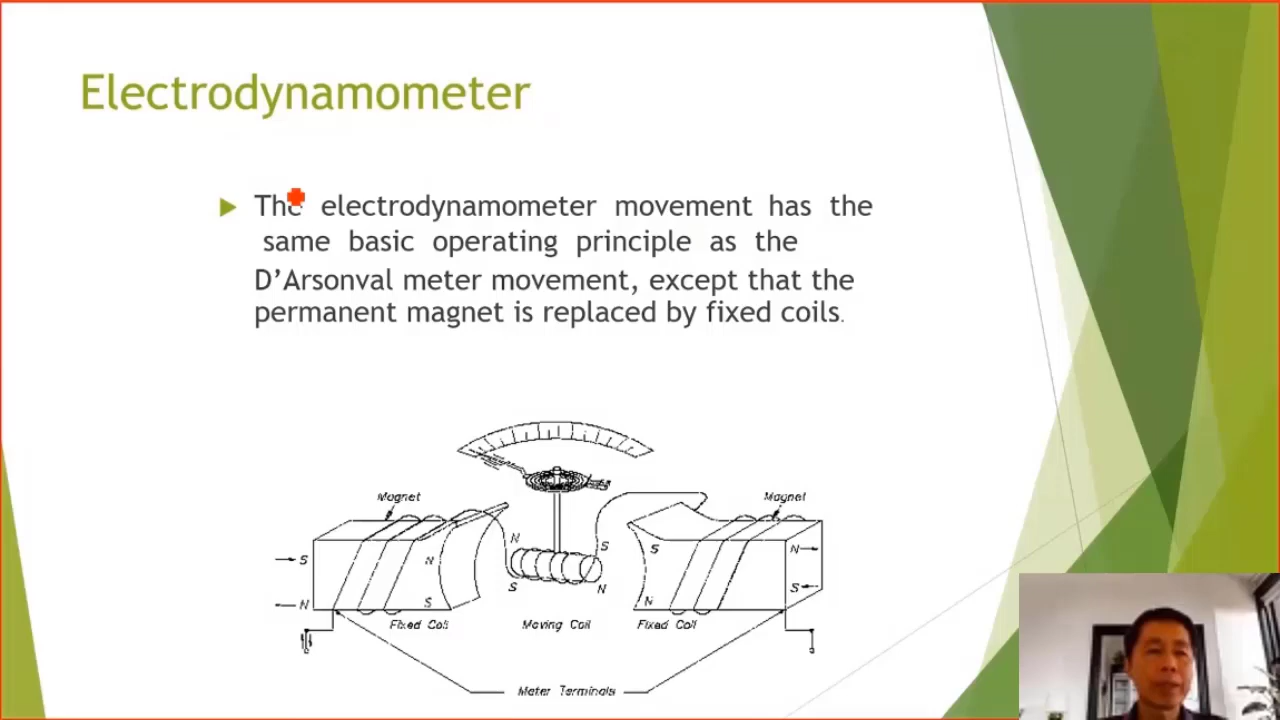 Electrodynamometer
The electrodynamometer movement has the
same basic operating principle as the
D'Arsonval meter movement, except that the
permanent magnet is replaced by fixed coils.
Magnet
Magnet
N
S
S
N
S
N
S
N
S
N
S
N
Fixed Coil
Moving Coil
Fixed Coil
Meter Terminals